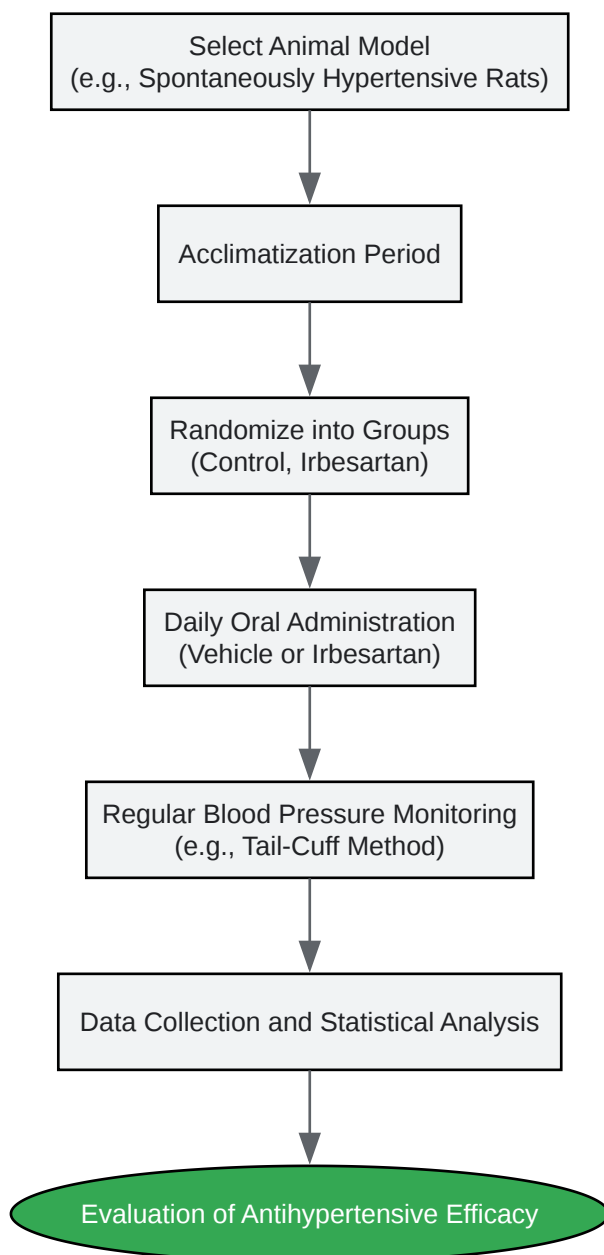 Select Animal Model
(e.g., Spontaneously Hypertensive Rats)
Acclimatization Period
Randomize into Groups
(Control, Irbesartan)
Daily Oral Administration
(Vehicle or Irbesartan)
Regular Blood Pressure Monitoring
(e.g., Tail-Cuff Method)
Data Collection and Statistical Analysis
Evaluation of Antihypertensive Efficacy